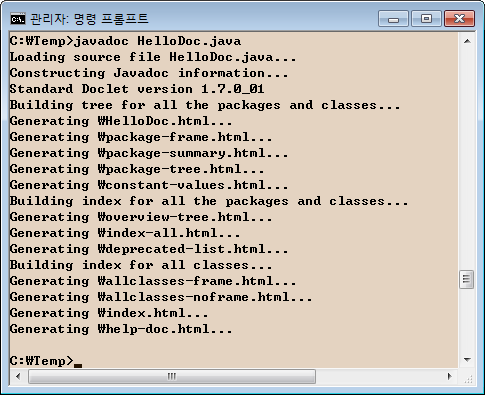 관리자: 명령 프롬프트
C:₩Temp>javadoc HelloDoc.java
Loading source file HelloDoc.java...
Constructing Javadoc information...
Standard Doclet version 1.7.0_01
Building tree for all the packages and classes...
Generating ₩HelloDoc.html...
Generating ₩package-frame.html...
Generating ₩package-summary.html...
Generating ₩package-tree.html...
Generating ₩constant-values.html...
Building index for all the packages and classes...
Generating ₩overview-tree.html...
Generating ₩index-all.html...
Generating ₩deprecated-list.html...
Building index for all classes...
Generating ₩allclasses-frame.html...
Generating ₩allclasses-noframe.html...
Generating ₩index.html...
Generating ₩help-doc.html...
C:₩Temp>